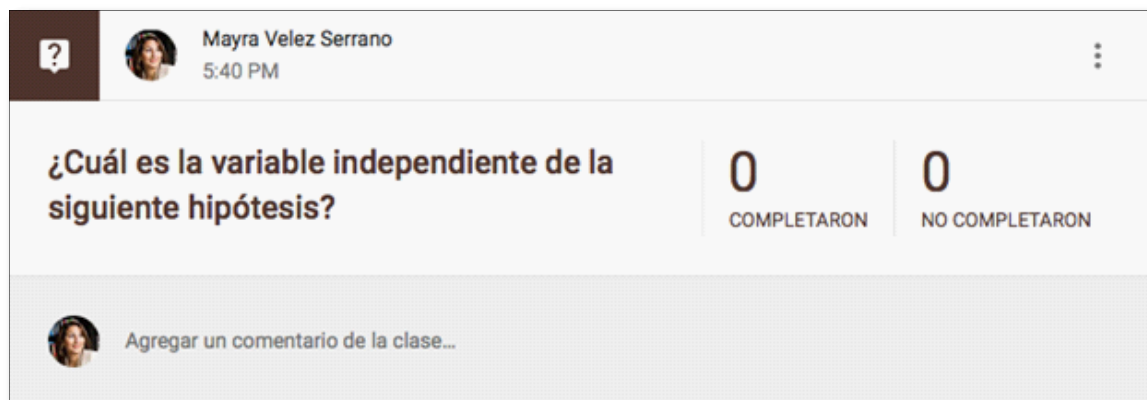 Mayra Velez Serrano
5:40 PM
¿Cuál es la variable independiente de la
siguiente hipótesis?
0
COMPLETARON
0
NO COMPLETARON
Agregar un comentario de la clase...